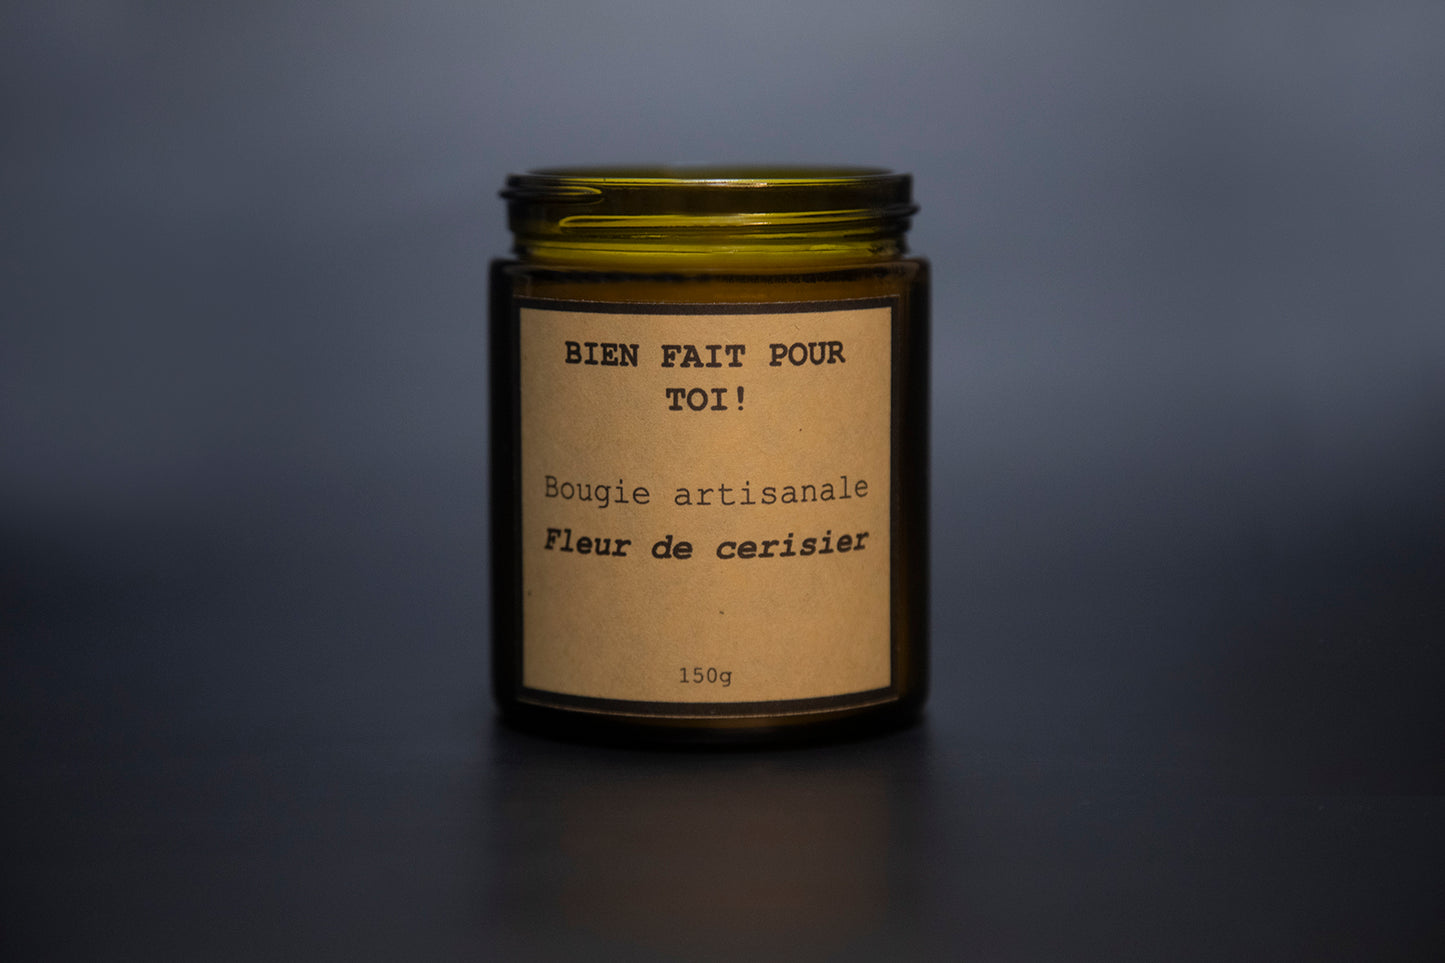 BIEN FAIT POUR
TOI!
Bougie artisanale
Fleur de cerisier
150g